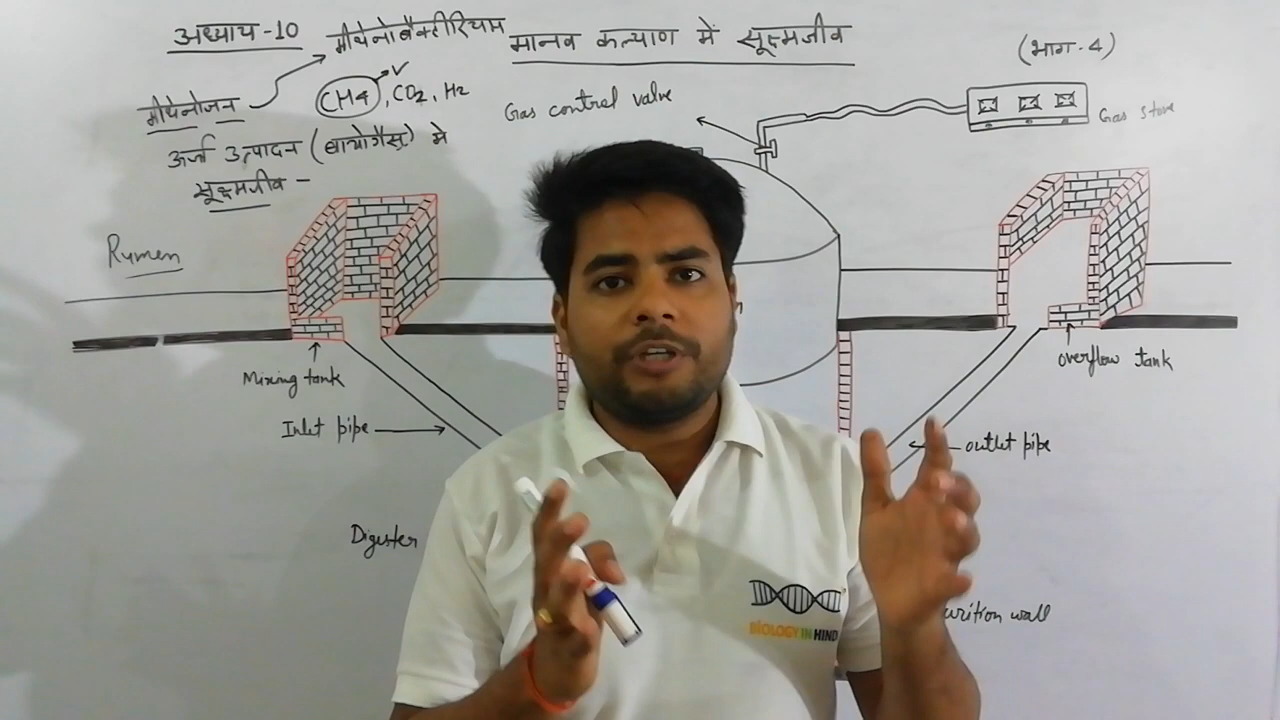 अध्याय-10
मानव कल्याण में सूक्ष्मजीव
(भाग-4)
मीथेनोबैक्टीरियम
मीथेनोजन
CH4, CO2, H2
ऊर्जा उत्पादन (बायोगैस) में
सूक्ष्मजीव -
Gas control valve
Gas stove
Rumen
Mixing tank
overflow tank
Inlet pipe
outlet pipe
Digester
wall
BIOLOGY IN HINDI